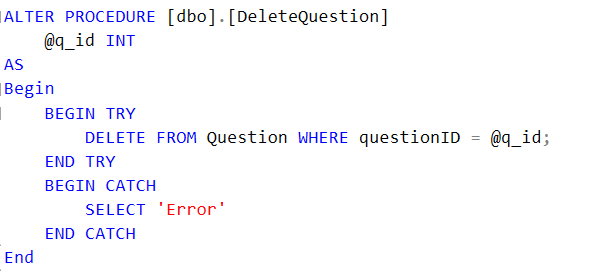 ALTER PROCEDURE [dbo].[DeleteQuestion]
    @q_id INT
AS
Begin
    BEGIN TRY
        DELETE FROM Question WHERE questionID = @q_id;
    END TRY
    BEGIN CATCH
        SELECT 'Error'
    END CATCH
End